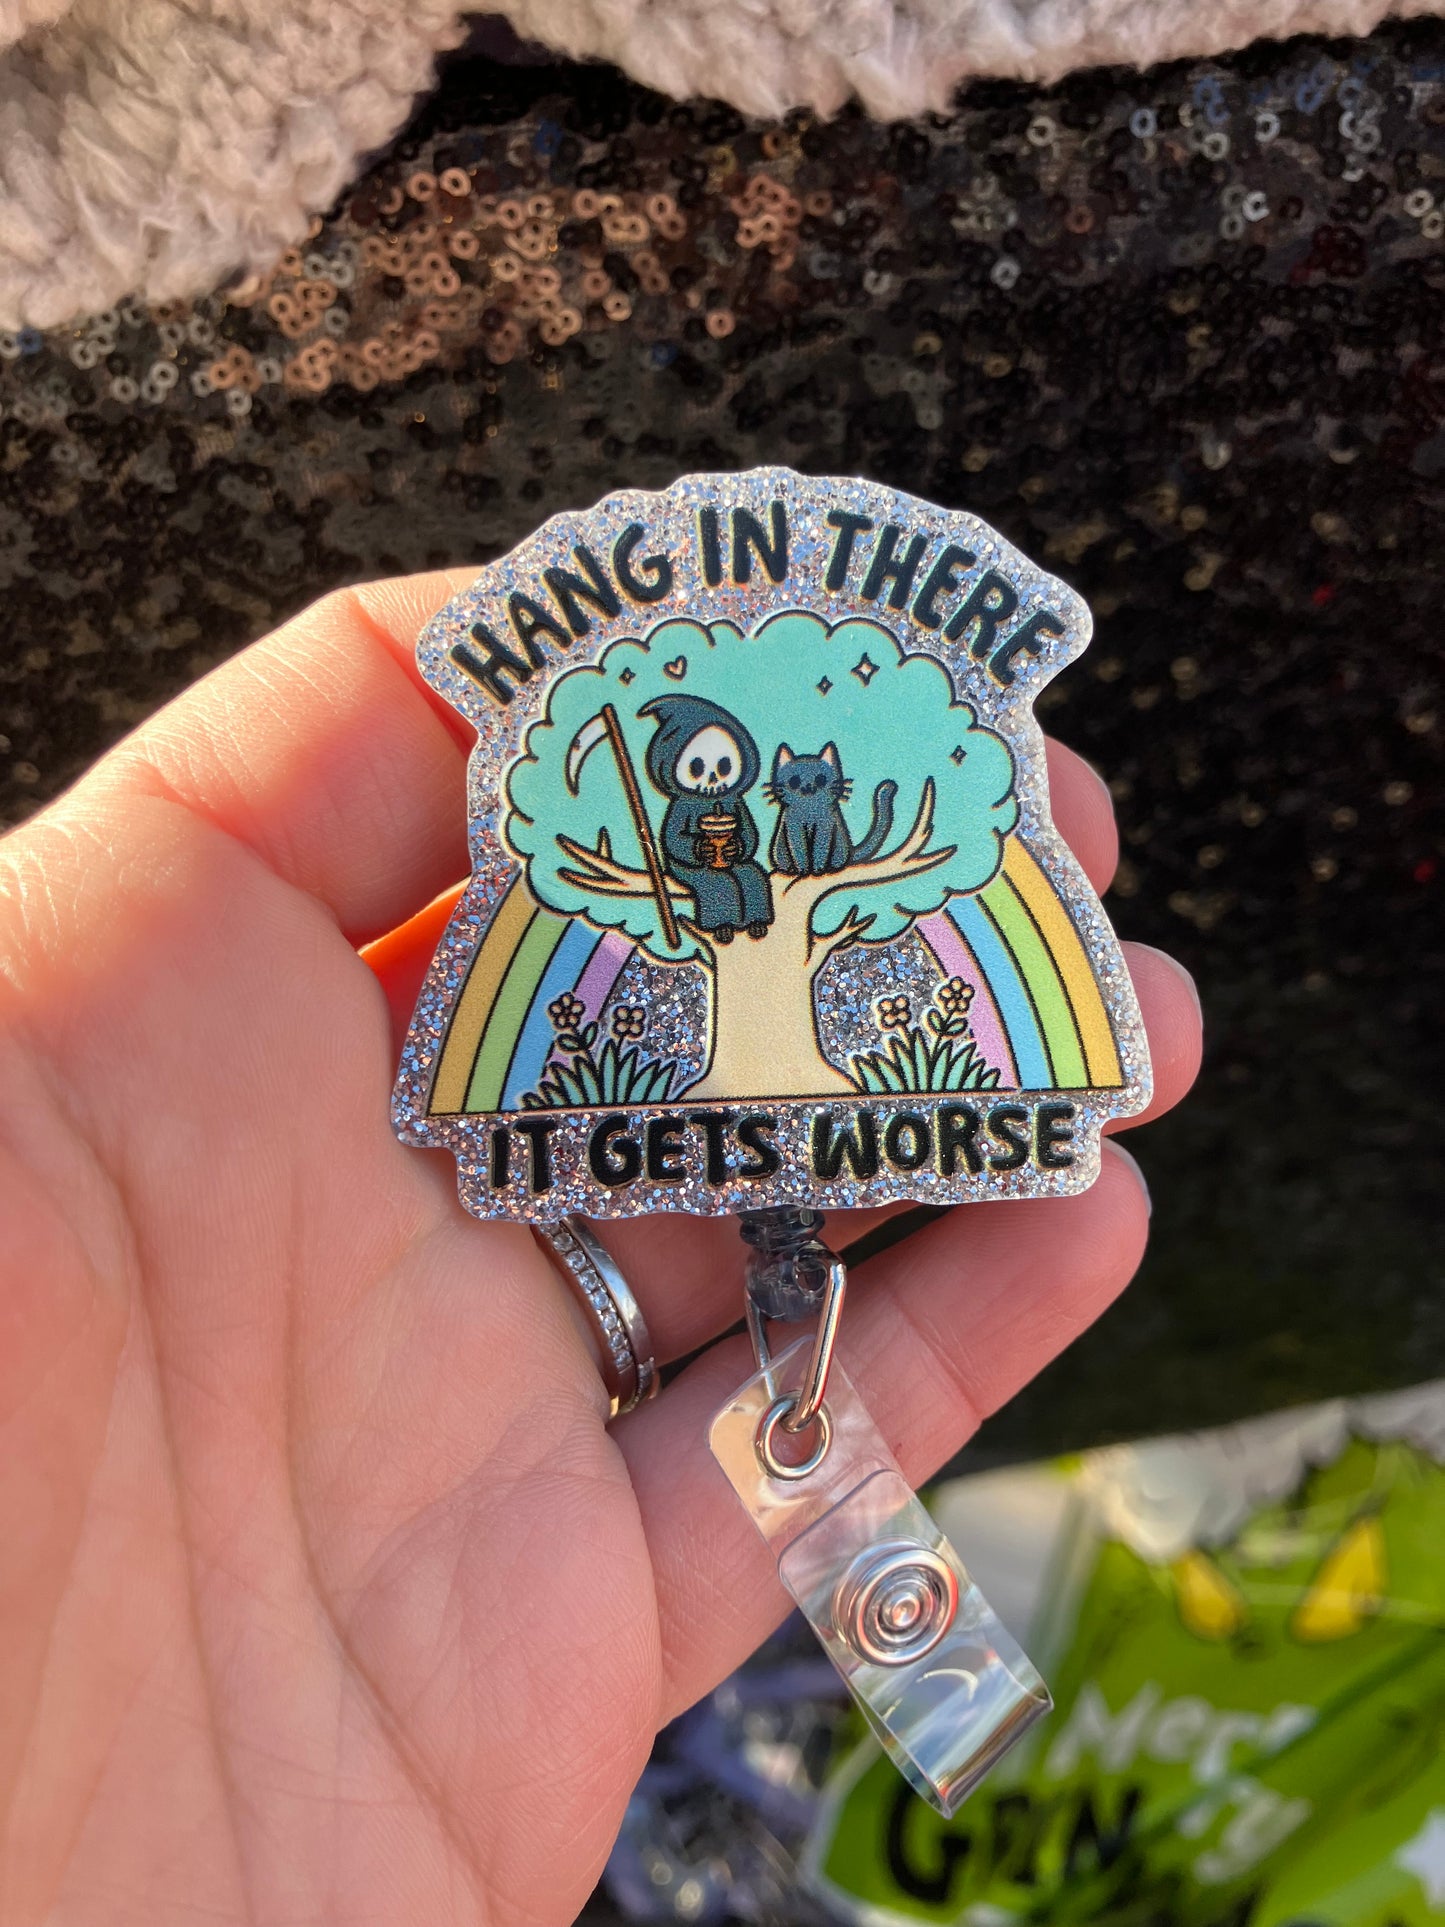 HANG IN THERE
IT GETS WORSE